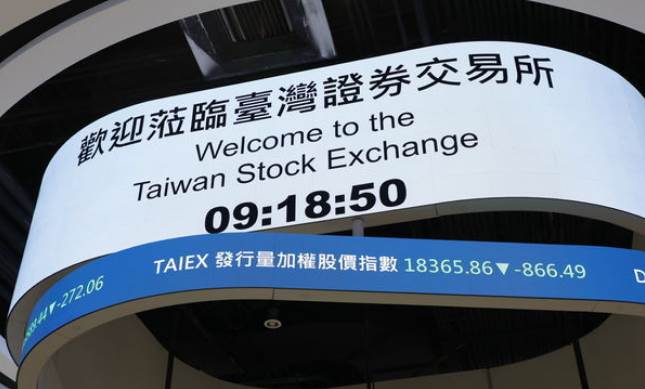 歡迎蒞臨臺灣證券交易所
Welcome to the
Taiwan Stock Exchange
09:18:50
▼-272.06
TAIEX 發行量加權股價指數 18365.86▼-866.49